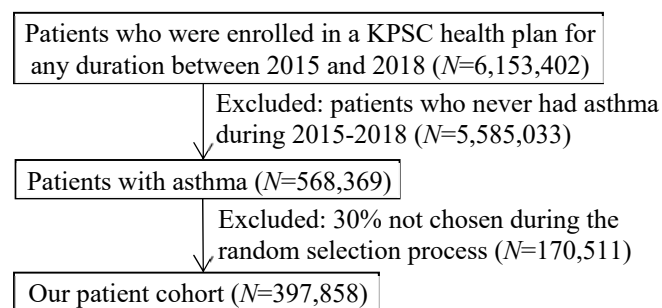 Patients who were enrolled in a KPSC health plan for
any duration between 2015 and 2018 (N=6,153,402)
Excluded: patients who never had asthma
during 2015-2018 (N=5,585,033)
Patients with asthma (N=568,369)
Excluded: 30% not chosen during the
random selection process (N=170,511)
Our patient cohort (N=397,858)